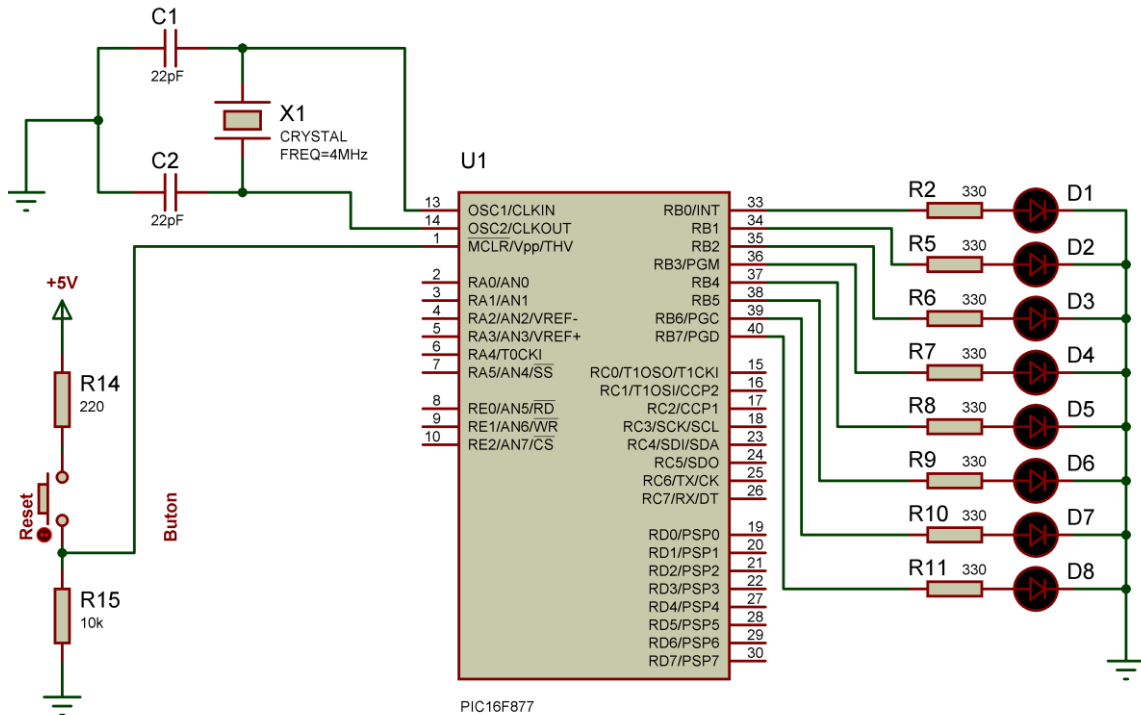 C1
22pF
X1
CRYSTAL
FREQ=4MHz
C2
22pF
U1
13 OSC1/CLKIN
14 OSC2/CLKOUT
1 MCLR/Vpp/THV
2 RA0/AN0
3 RA1/AN1
4 RA2/AN2/VREF-
5 RA3/AN3/VREF+
6 RA4/T0CKI
7 RA5/AN4/SS
8 RE0/AN5/RD
9 RE1/AN6/WR
10 RE2/AN7/CS
RB0/INT 33
RB1 34
RB2 35
RB3/PGM 36
RB4 37
RB5 38
RB6/PGC 39
RB7/PGD 40
RC0/T1OSO/T1CKI 15
RC1/T1OSI/CCP2 16
RC2/CCP1 17
RC3/SCK/SCL 18
RC4/SDI/SDA 23
RC5/SDO 24
RC6/TX/CK 25
RC7/RX/DT 26
RD0/PSP0 19
RD1/PSP1 20
RD2/PSP2 21
RD3/PSP3 22
RD4/PSP4 27
RD5/PSP5 28
RD6/PSP6 29
RD7/PSP7 30
PIC16F877
R2 330 D1
R5 330 D2
R6 330 D3
R7 330 D4
R8 330 D5
R9 330 D6
R10 330 D7
R11 330 D8
+5V
R14
220
Reset
Buton
R15
10k